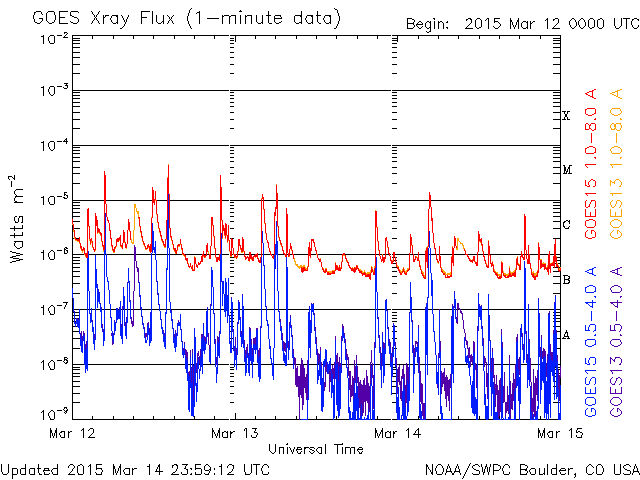 GOES Xray Flux (1-minute data)
Begin: 2015 Mar 12 0000 UTC
10-2
10-3
10-4
10-5
10-6
10-7
10-8
10-9
Watts m-2
X
M
C
B
A
GOES15 1.0-8.0 A
GOES13 1.0-8.0 A
GOES15 0.5-4.0 A
GOES13 0.5-4.0 A
Mar 12 Mar 13 Mar 14 Mar 15
Universal Time
Updated 2015 Mar 14 23:59:12 UTC
NOAA/SWPC Boulder, CO USA